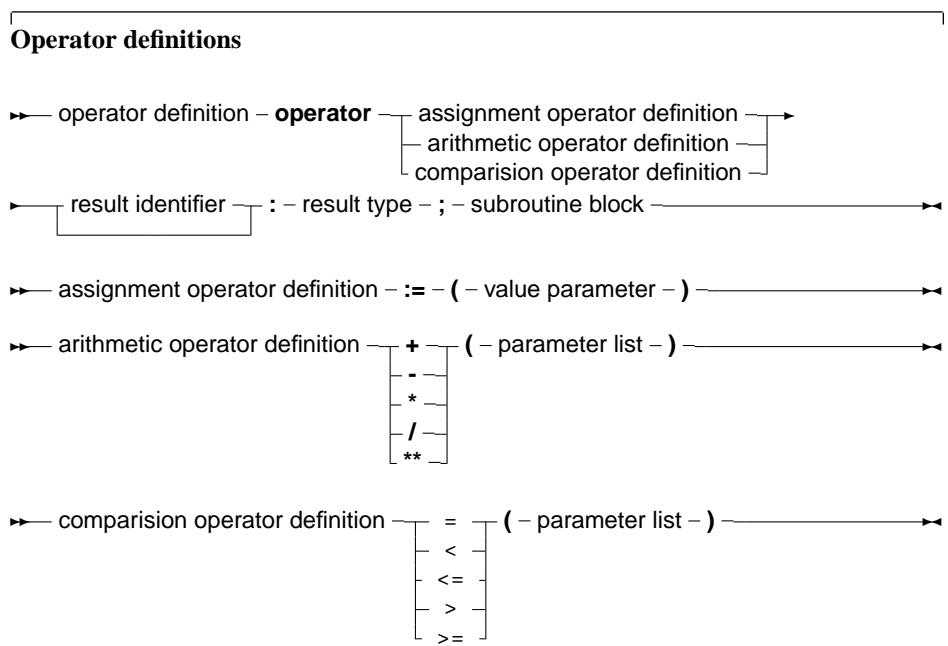 Operator definitions
operator definition – operator assignment operator definition
arithmetic operator definition
comparision operator definition
result identifier : – result type – ; – subroutine block
assignment operator definition – := – ( – value parameter – )
arithmetic operator definition + ( – parameter list – )
-
*
/
**
comparision operator definition = ( – parameter list – )
<
<=
>
>=